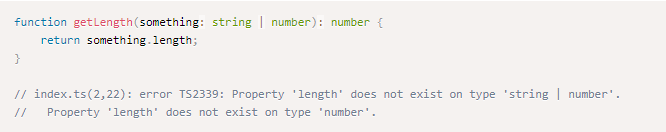 function getLength(something: string | number): number {
    return something.length;
}
// index.ts(2,22): error TS2339: Property 'length' does not exist on type 'string | number'.
//   Property 'length' does not exist on type 'number'.